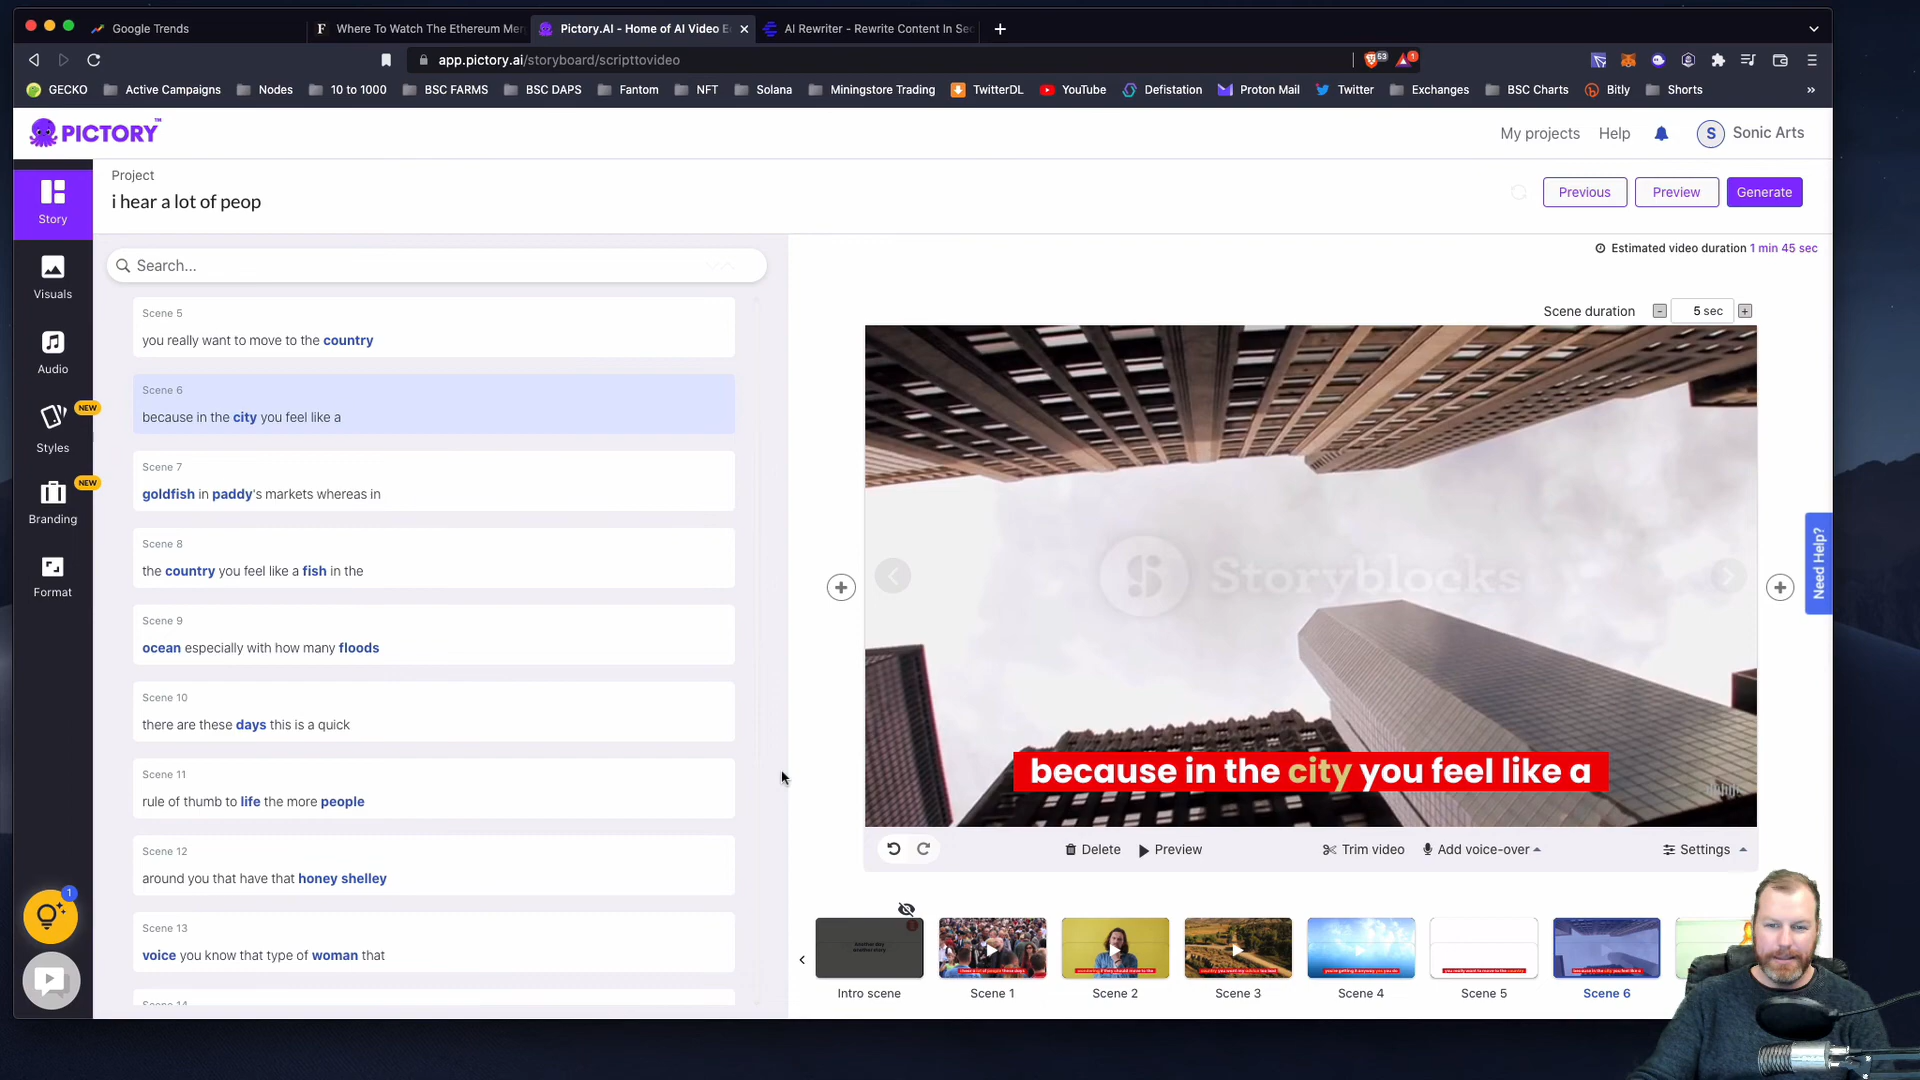 Google Trends
Where To Watch The Ethereum Mer
Pictory.AI - Home of AI Video E
AI Rewriter - Rewrite Content In Sec
app.pictory.ai/storyboard/scripttovideo
53
1
GECKO
Active Campaigns
Nodes
10 to 1000
BSC FARMS
BSC DAPS
Fantom
NFT
Solana
Miningstore Trading
TwitterDL
YouTube
Defistation
Proton Mail
Twitter
Exchanges
BSC Charts
Bitly
Shorts
PICTORY™
My projects
Help
S
Sonic Arts
Story
Visuals
Audio
Styles
NEW
Branding
NEW
Format
1
Project
i hear a lot of peop
Previous
Preview
Generate
Search...
Estimated video duration 1 min 45 sec
Scene duration
5 sec
Scene 5
you really want to move to the country
Scene 6
because in the city you feel like a
Scene 7
goldfish in paddy's markets whereas in
Scene 8
the country you feel like a fish in the
Scene 9
ocean especially with how many floods
Scene 10
there are these days this is a quick
Scene 11
rule of thumb to life the more people
Scene 12
around you that have that honey shelley
Scene 13
voice you know that type of woman that
Scene 14
Storyblocks
because in the city you feel like a
Need Help?
Delete
Preview
Trim video
Add voice-over
Settings
Intro scene
Scene 1
Scene 2
Scene 3
Scene 4
Scene 5
Scene 6